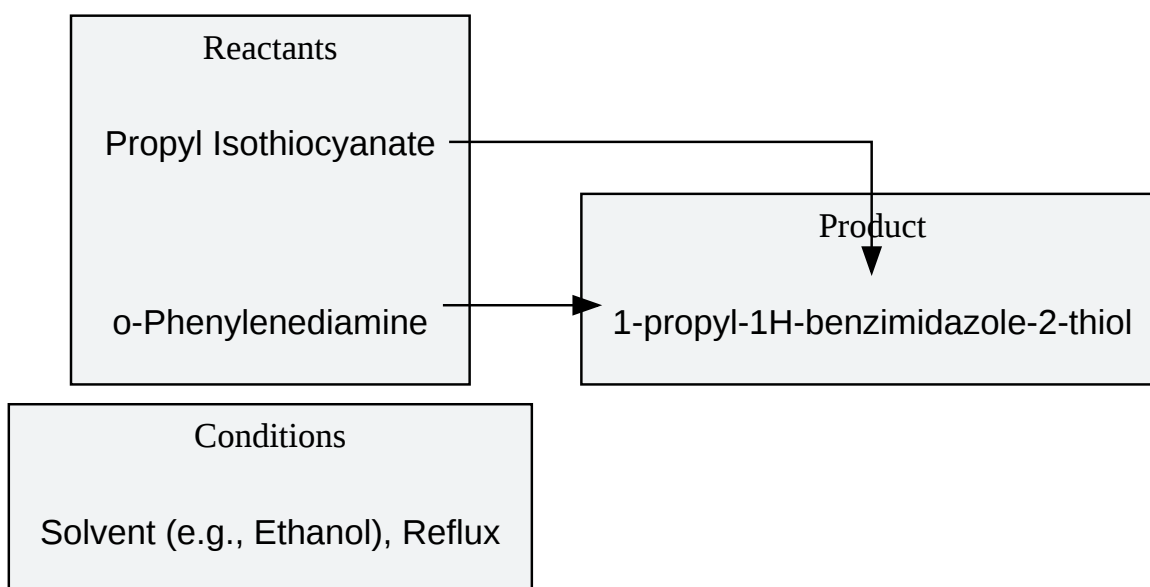 Reactants
Propyl Isothiocyanate
o-Phenylenediamine
Product
1-propyl-1H-benzimidazole-2-thiol
Conditions
Solvent (e.g., Ethanol), Reflux